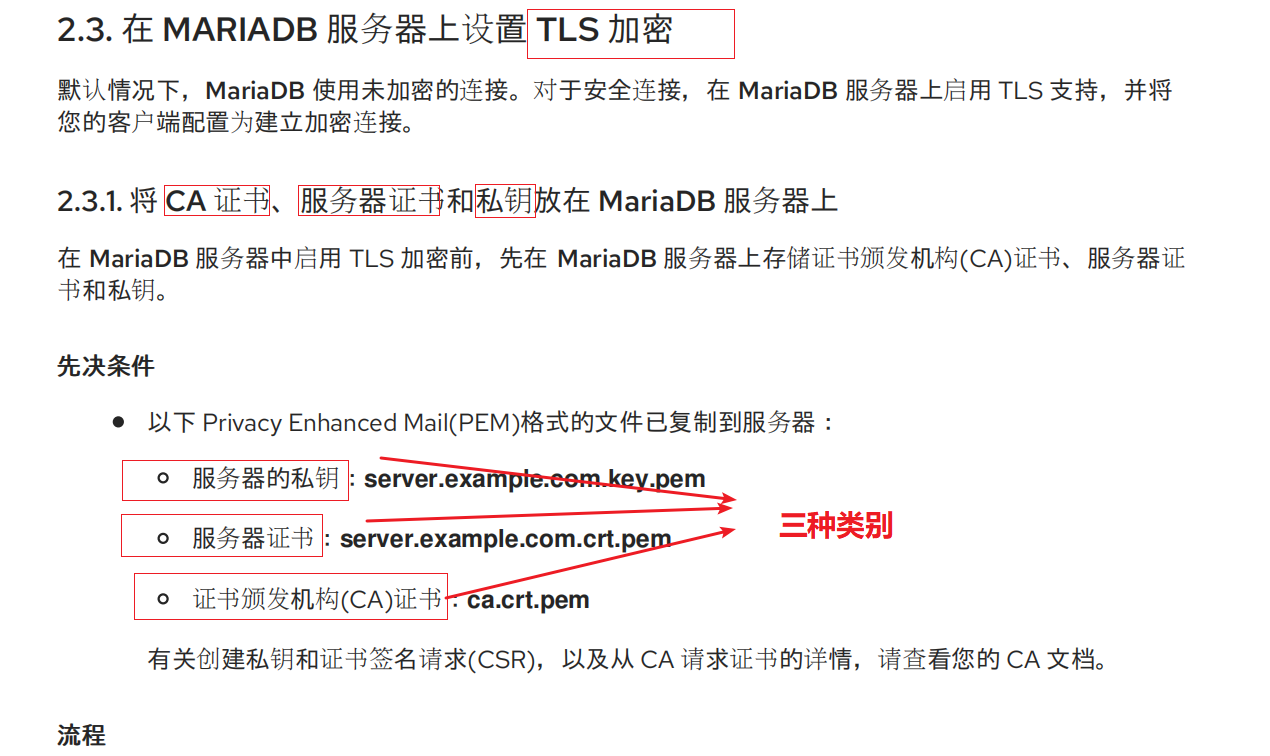 2.3. 在 MARIADB 服务器上设置 TLS 加密
默认情况下，MariaDB 使用未加密的连接。对于安全连接，在 MariaDB 服务器上启用 TLS 支持，并将
您的客户端配置为建立加密连接。
2.3.1. 将 CA 证书、服务器证书和私钥放在 MariaDB 服务器上
在 MariaDB 服务器中启用 TLS 加密前，先在 MariaDB 服务器上存储证书颁发机构(CA)证书、服务器证
书和私钥。
先决条件
以下 Privacy Enhanced Mail(PEM)格式的文件已复制到服务器：
服务器的私钥：server.example.com.key.pem
服务器证书：server.example.com.crt.pem
三种类别
证书颁发机构(CA)证书：ca.crt.pem
有关创建私钥和证书签名请求(CSR)，以及从 CA 请求证书的详情，请查看您的 CA 文档。
流程